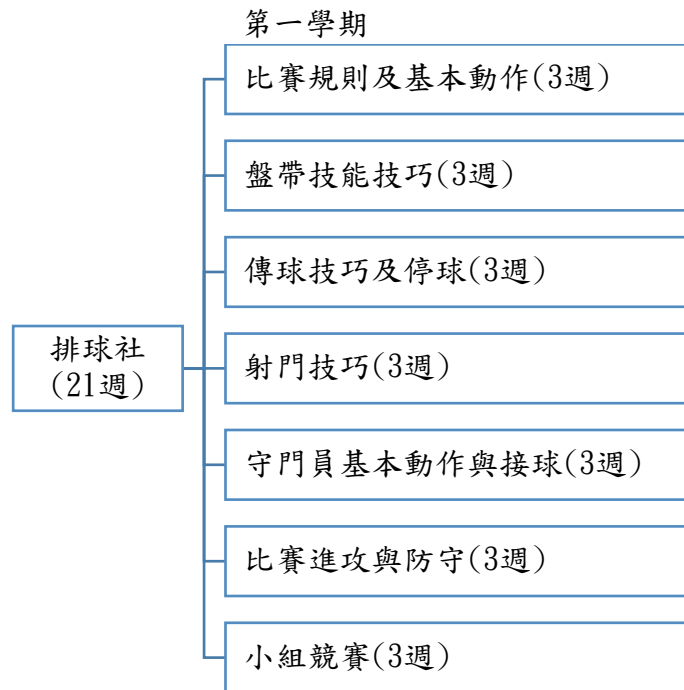 第一學期
比賽規則及基本動作(3週)
盤帶技能技巧(3週)
傳球技巧及停球(3週)
排球社
(21週)
射門技巧(3週)
守門員基本動作與接球(3週)
比賽進攻與防守(3週)
小組競賽(3週)